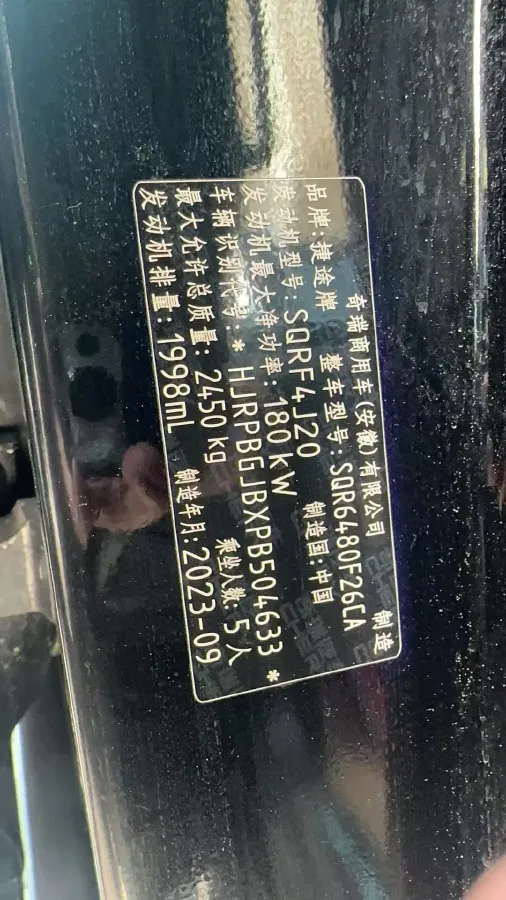 奇瑞商用车(安徽)有限公司 制造
品牌:捷途牌 整车型号:SQR6480F26CA
发动机型号:SQRF4J20 制造国:中国
发动机最大净功率:180kW
车辆识别代号:*HJRPBGJBXPB504633*
最大允许总质量:2450kg 乘坐人数:5人
发动机排量:1998mL 制造年月:2023-09